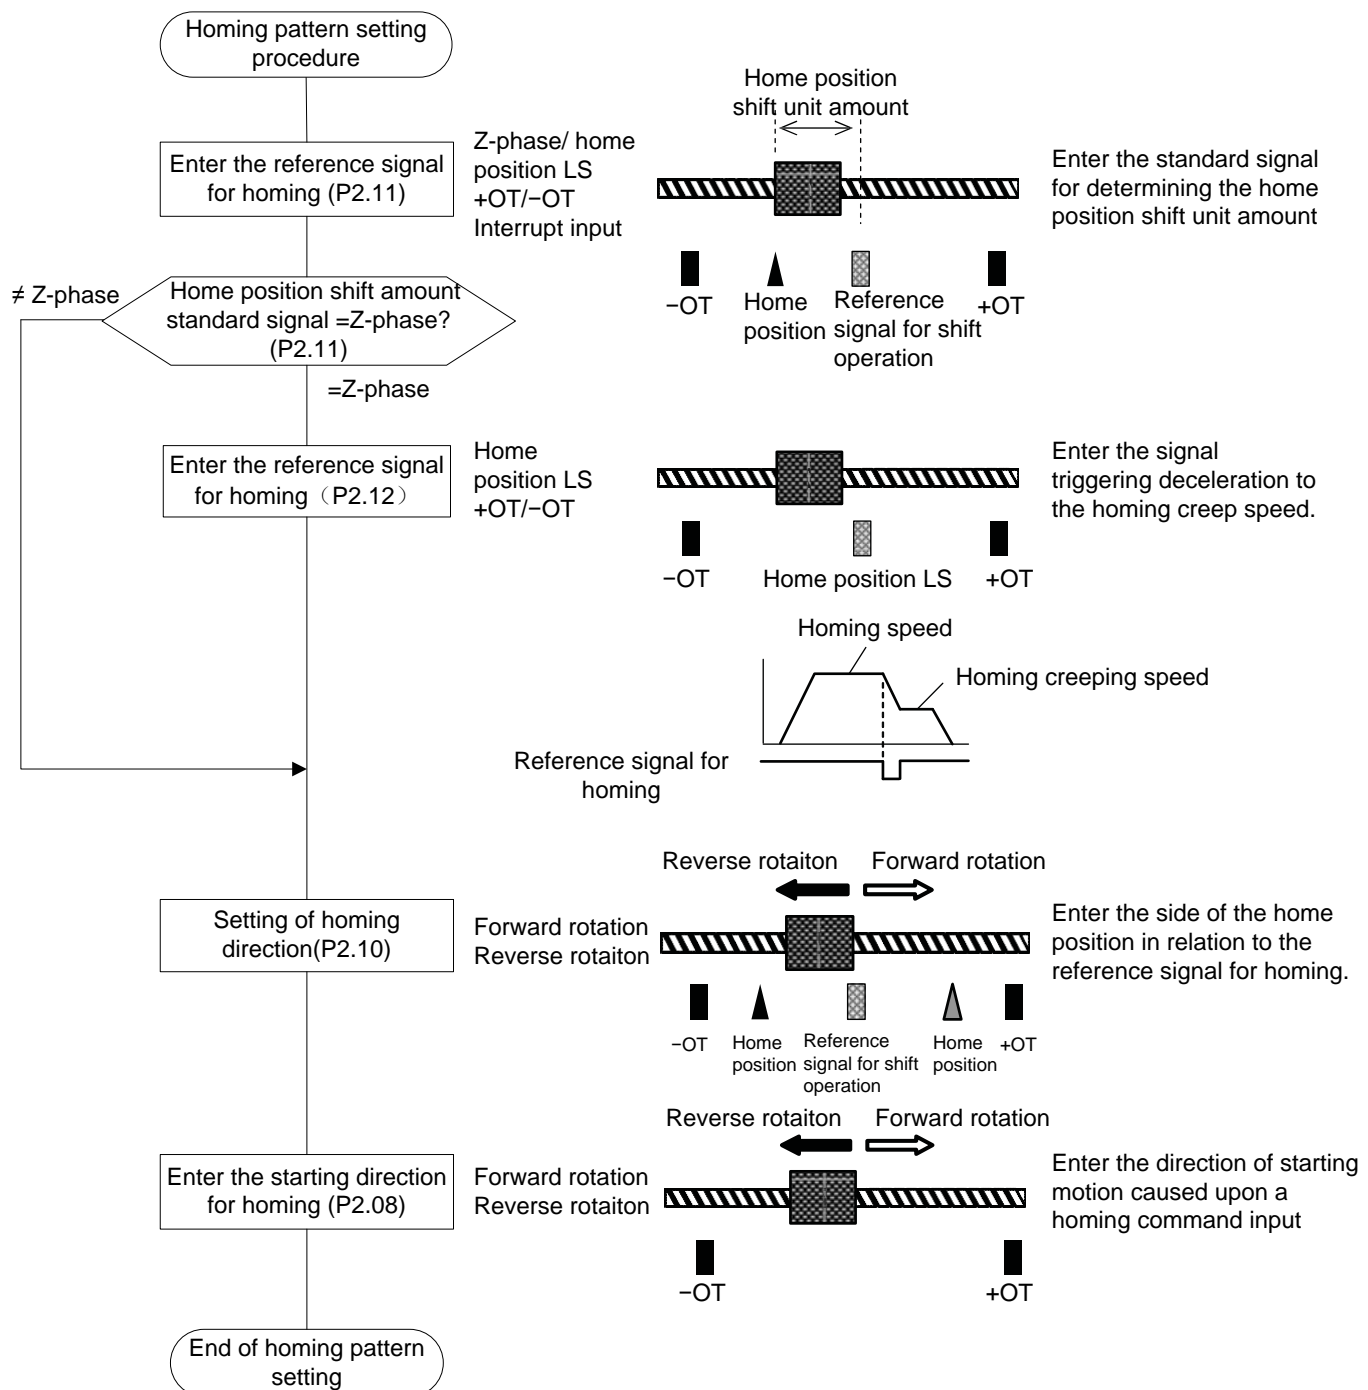 Homing pattern setting
procedure
Home position
shift unit amount
Enter the reference signal
for homing (P2.11)
Z-phase/ home
position LS
+OT/−OT
Interrupt input
Enter the standard signal
for determining the home
position shift unit amount
−OT
Home
position
Reference
signal for shift
operation
+OT
≠ Z-phase
Home position shift amount
standard signal =Z-phase?
(P2.11)
=Z-phase
Enter the reference signal
for homing（P2.12）
Home
position LS
+OT/−OT
Enter the signal
triggering deceleration to
the homing creep speed.
−OT
Home position LS
+OT
Homing speed
Homing creeping speed
Reference signal for
homing
Reverse rotaiton
Forward rotation
Setting of homing
direction(P2.10)
Forward rotation
Reverse rotaiton
Enter the side of the home
position in relation to the
reference signal for homing.
−OT
Home
position
Reference
signal for shift
operation
Home
position
+OT
Reverse rotaiton
Forward rotation
Enter the starting direction
for homing (P2.08)
Forward rotation
Reverse rotaiton
Enter the direction of starting
motion caused upon a
homing command input
−OT
+OT
End of homing pattern
setting